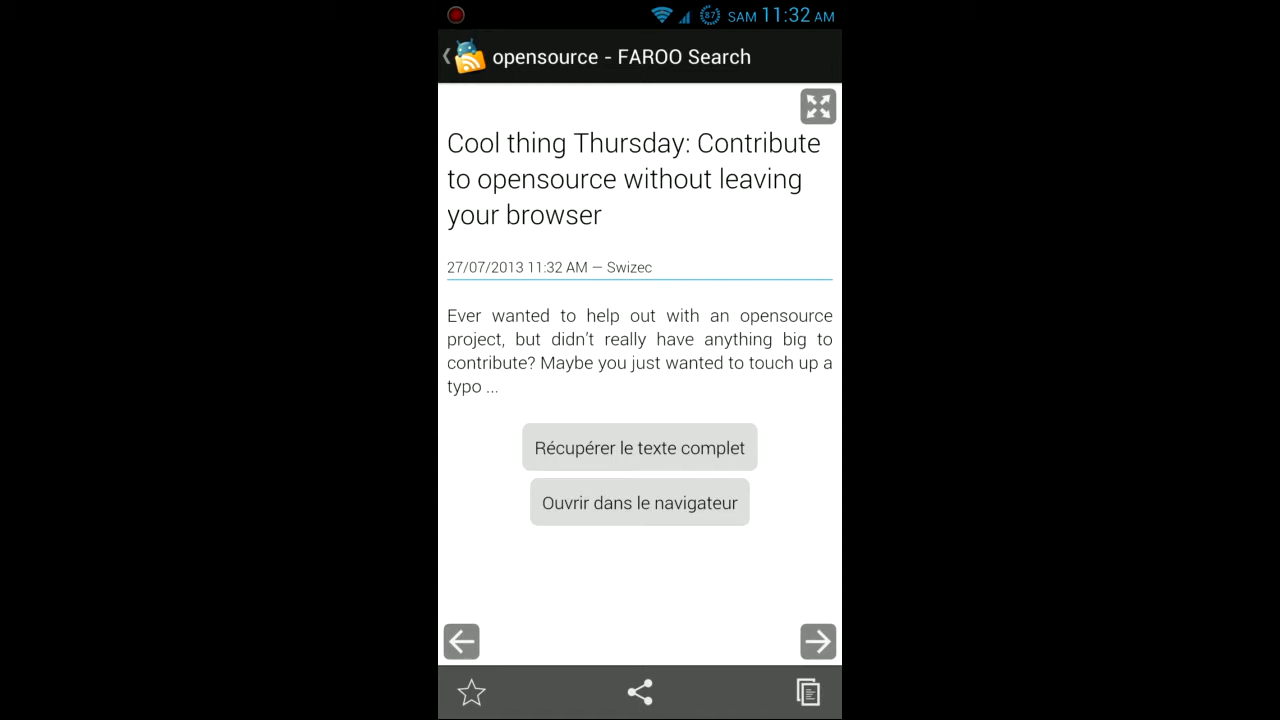 87 SAM 11:32 AM
opensource - FAROO Search
Cool thing Thursday: Contribute
to opensource without leaving
your browser
27/07/2013 11:32 AM — Swizec
Ever wanted to help out with an opensource
project, but didn’t really have anything big to
contribute? Maybe you just wanted to touch up a
typo ...
Récupérer le texte complet
Ouvrir dans le navigateur